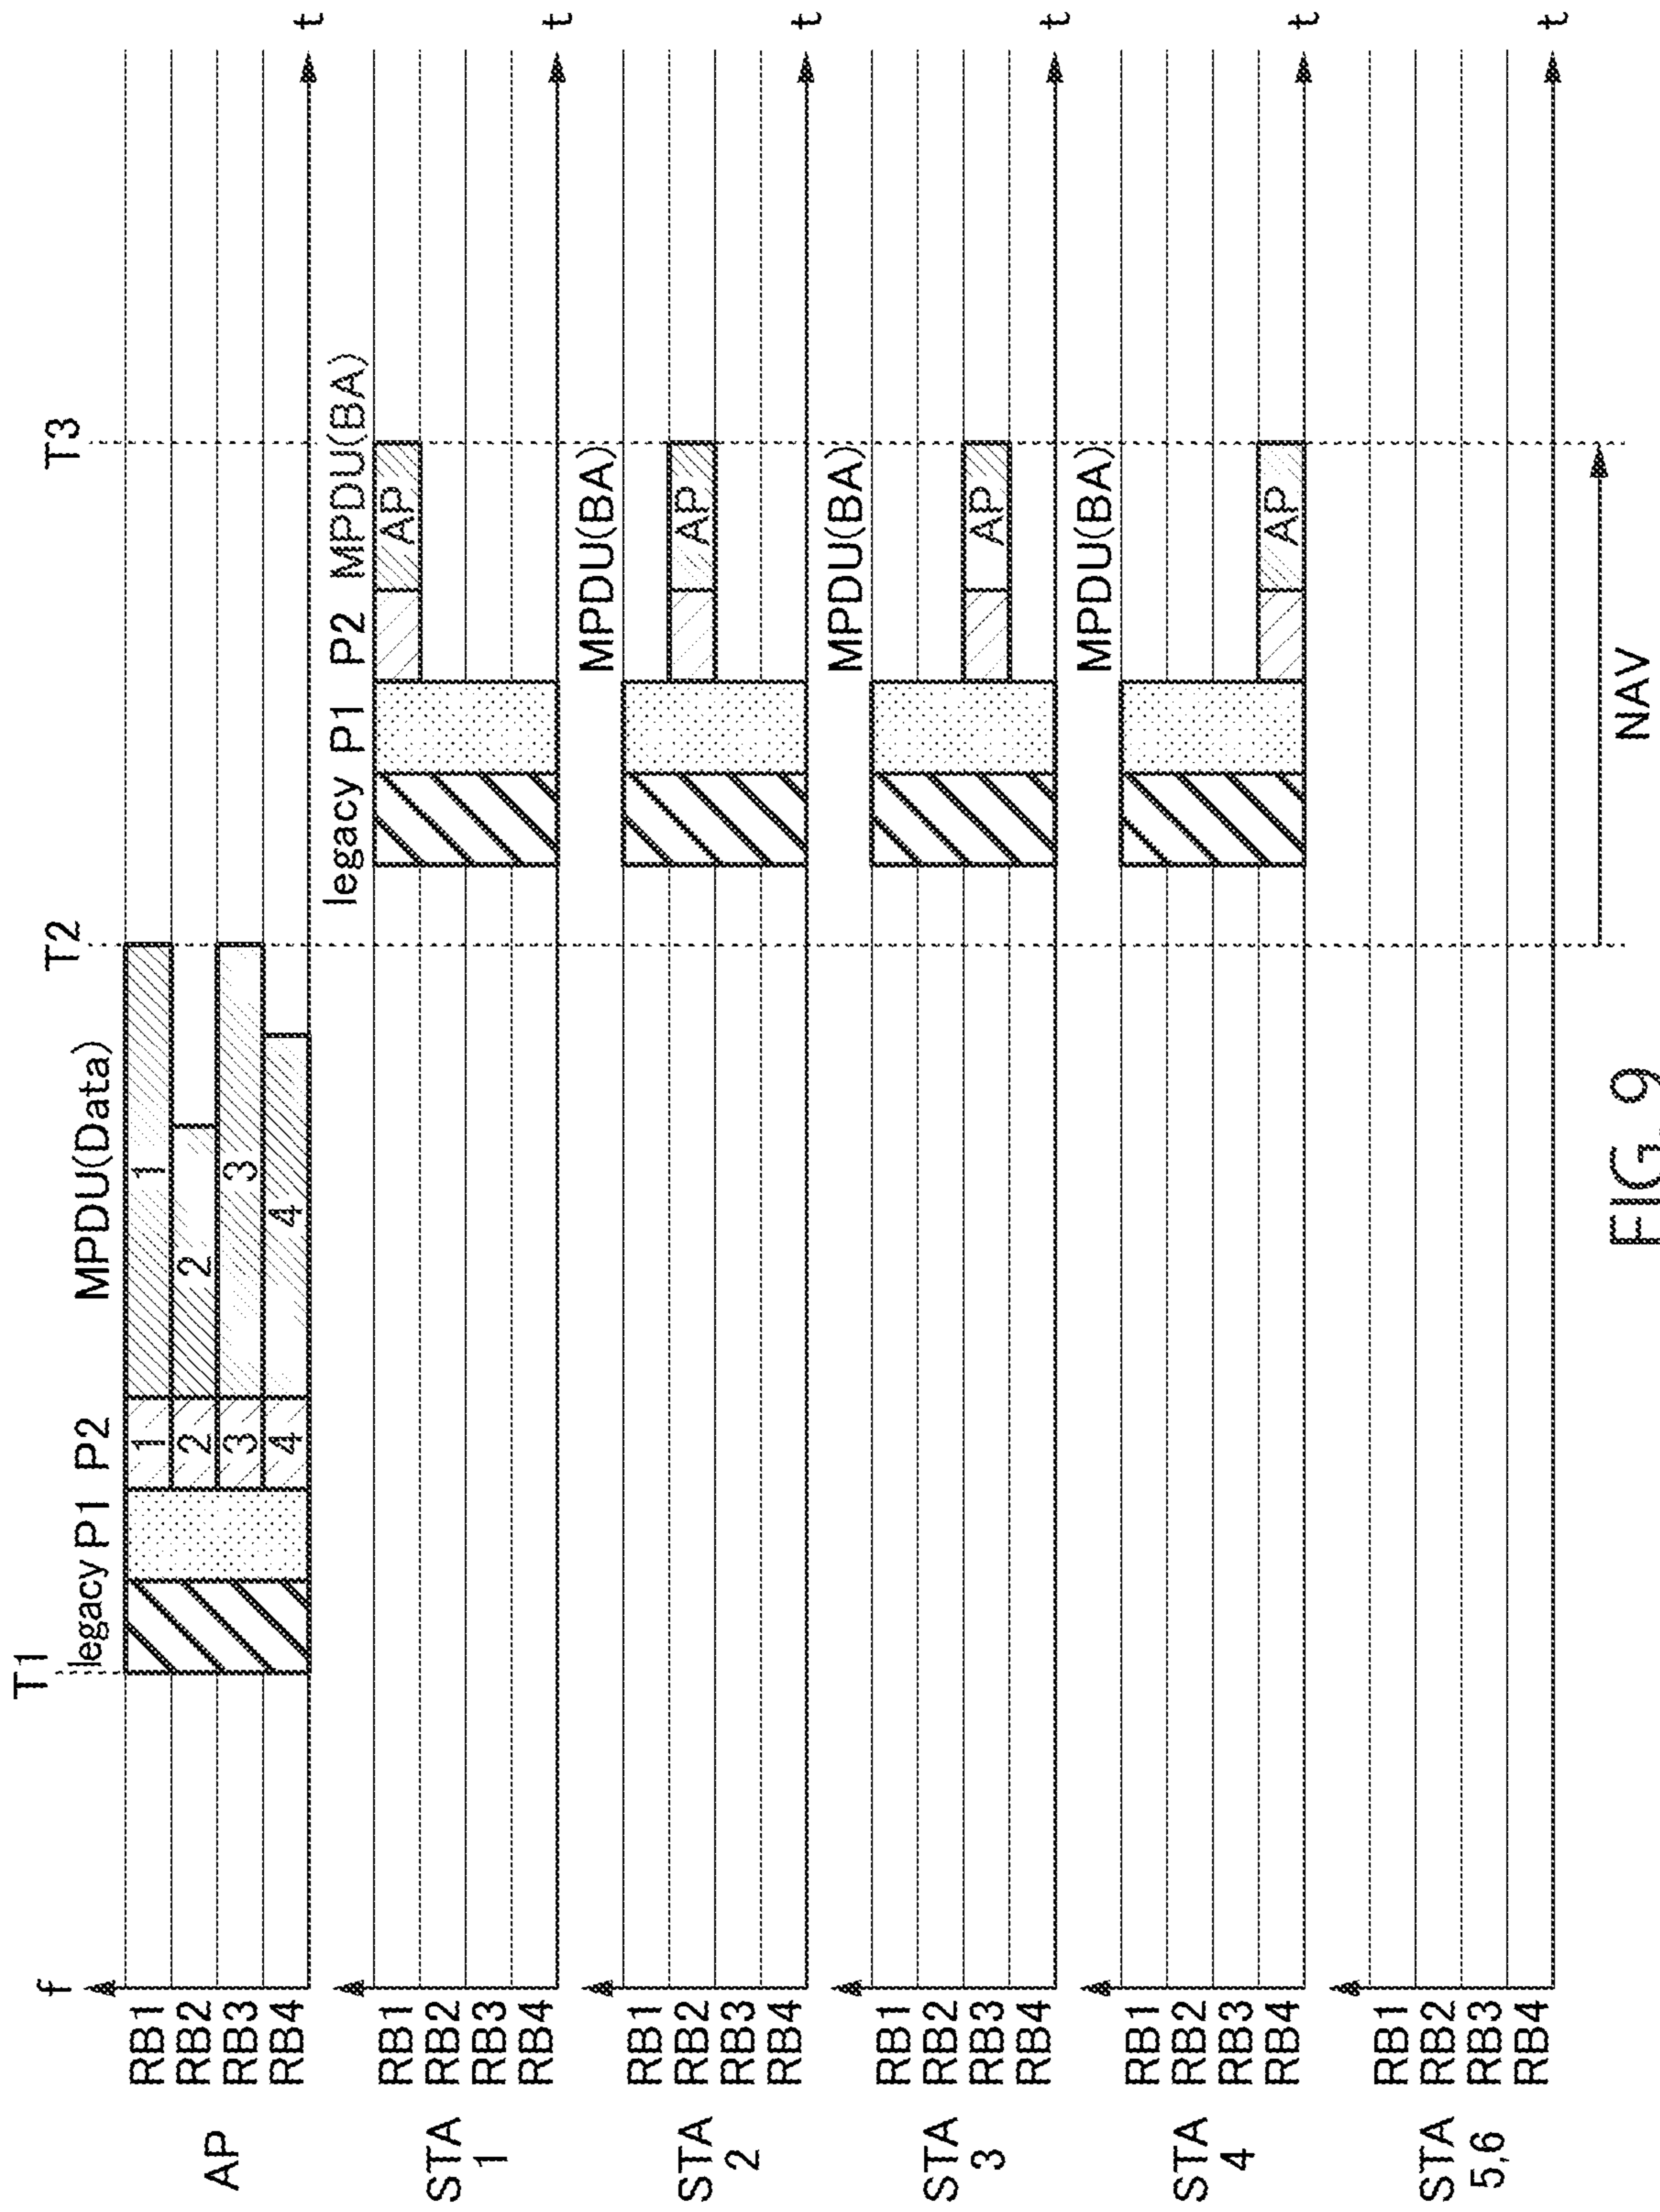 T1
T2
T3
legacy P1 P2 MPDU(Data)
f
AP
RB1
RB2
RB3
RB4
1
2
3
4
1
2
3
4
t
legacy P1 P2 MPDU(BA)
STA
1
RB1
RB2
RB3
RB4
AP
t
MPDU(BA)
STA
2
RB1
RB2
RB3
RB4
AP
t
MPDU(BA)
STA
3
RB1
RB2
RB3
RB4
AP
t
MPDU(BA)
STA
4
RB1
RB2
RB3
RB4
AP
t
STA
5,6
RB1
RB2
RB3
RB4
t
NAV
FIG. 9